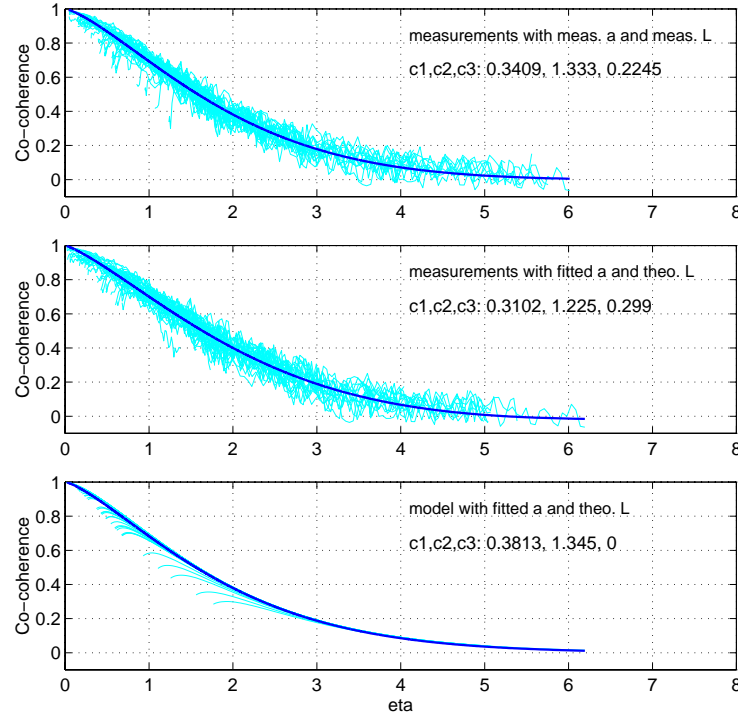 1
0.8
0.6
0.4
0.2
0
Co-coherence
measurements with meas. a and meas. L
c1,c2,c3: 0.3409, 1.333, 0.2245
0 1 2 3 4 5 6 7 8
1
0.8
0.6
0.4
0.2
0
Co-coherence
measurements with fitted a and theo. L
c1,c2,c3: 0.3102, 1.225, 0.299
0 1 2 3 4 5 6 7 8
1
0.8
0.6
0.4
0.2
0
Co-coherence
model with fitted a and theo. L
c1,c2,c3: 0.3813, 1.345, 0
0 1 2 3 4 5 6 7 8
eta